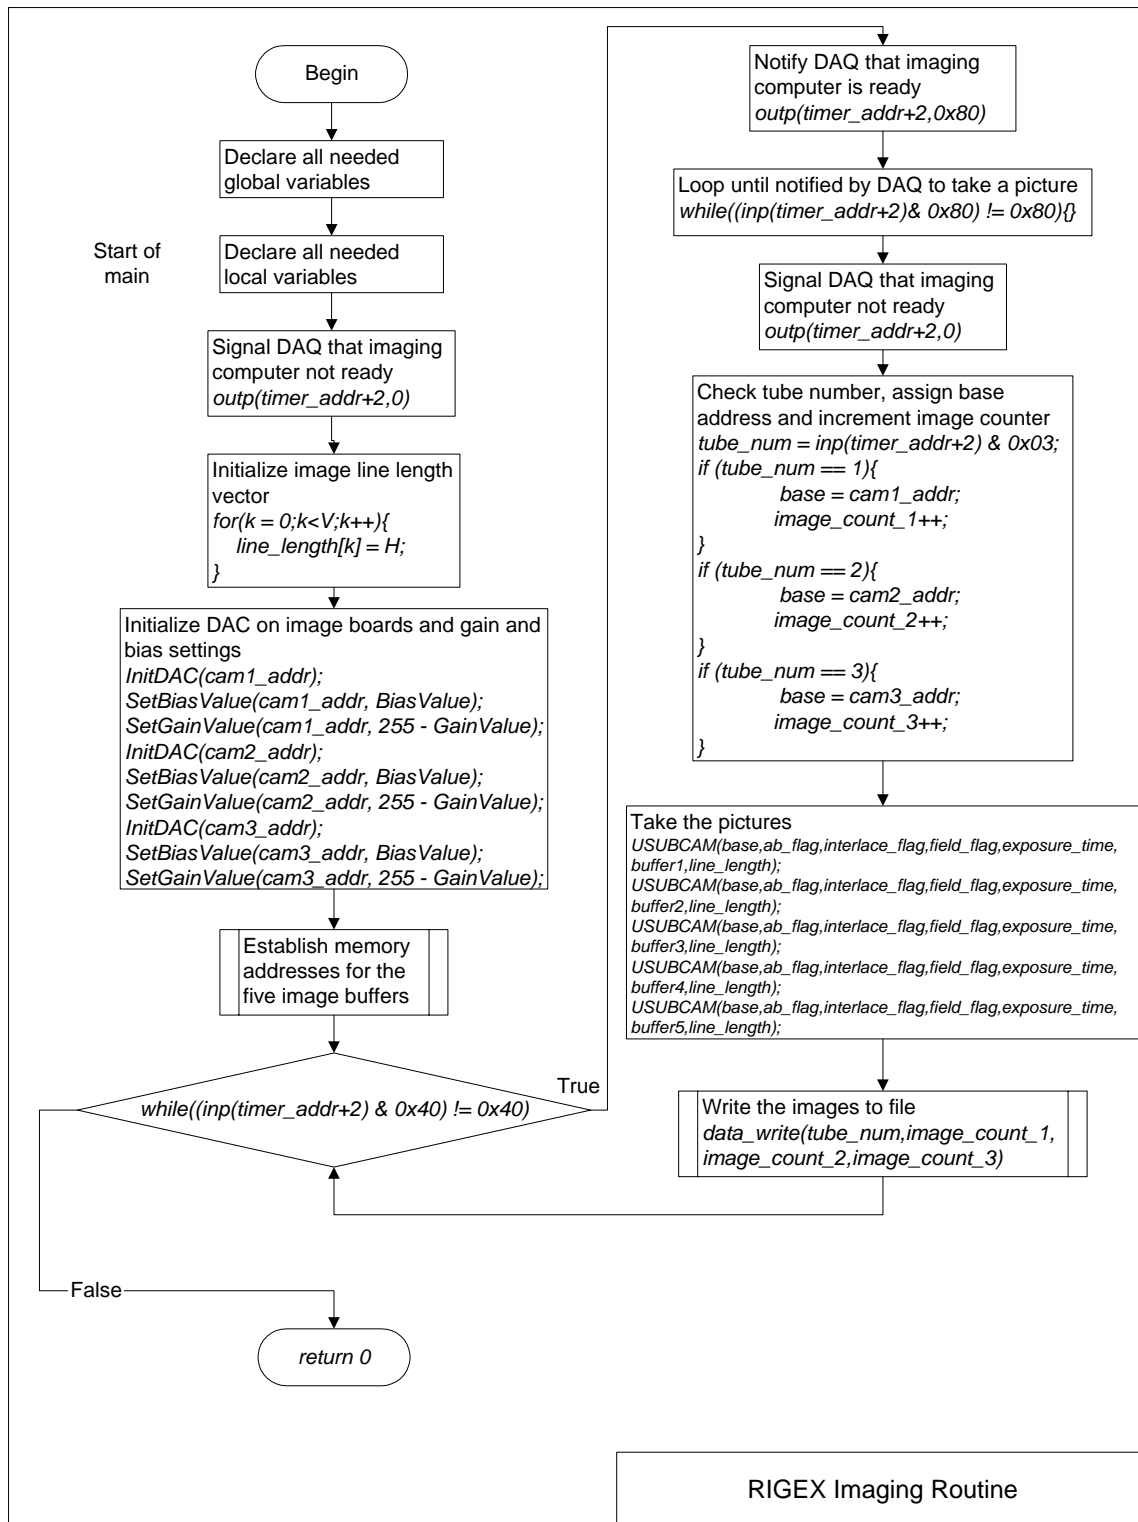 Begin
Declare all needed
global variables
Start of
main
Declare all needed
local variables
Signal DAQ that imaging
computer not ready
outp(timer_addr+2,0)
Initialize image line length
vector
for(k = 0;k<V;k++){
line_length[k] = H;
}
Initialize DAC on image boards and gain and
bias settings
InitDAC(cam1_addr);
SetBiasValue(cam1_addr, BiasValue);
SetGainValue(cam1_addr, 255 - GainValue);
InitDAC(cam2_addr);
SetBiasValue(cam2_addr, BiasValue);
SetGainValue(cam2_addr, 255 - GainValue);
InitDAC(cam3_addr);
SetBiasValue(cam3_addr, BiasValue);
SetGainValue(cam3_addr, 255 - GainValue);
Establish memory
addresses for the
five image buffers
while((inp(timer_addr+2) & 0x40) != 0x40)
True
False
return 0
Notify DAQ that imaging
computer is ready
outp(timer_addr+2,0x80)
Loop until notified by DAQ to take a picture
while((inp(timer_addr+2)& 0x80) != 0x80){}
Signal DAQ that imaging
computer not ready
outp(timer_addr+2,0)
Check tube number, assign base
address and increment image counter
tube_num = inp(timer_addr+2) & 0x03;
if (tube_num == 1){
base = cam1_addr;
image_count_1++;
}
if (tube_num == 2){
base = cam2_addr;
image_count_2++;
}
if (tube_num == 3){
base = cam3_addr;
image_count_3++;
}
Take the pictures
USUBCAM(base,ab_flag,interlace_flag,field_flag,exposure_time,
buffer1,line_length);
USUBCAM(base,ab_flag,interlace_flag,field_flag,exposure_time,
buffer2,line_length);
USUBCAM(base,ab_flag,interlace_flag,field_flag,exposure_time,
buffer3,line_length);
USUBCAM(base,ab_flag,interlace_flag,field_flag,exposure_time,
buffer4,line_length);
USUBCAM(base,ab_flag,interlace_flag,field_flag,exposure_time,
buffer5,line_length);
Write the images to file
data_write(tube_num,image_count_1,
image_count_2,image_count_3)
RIGEX Imaging Routine